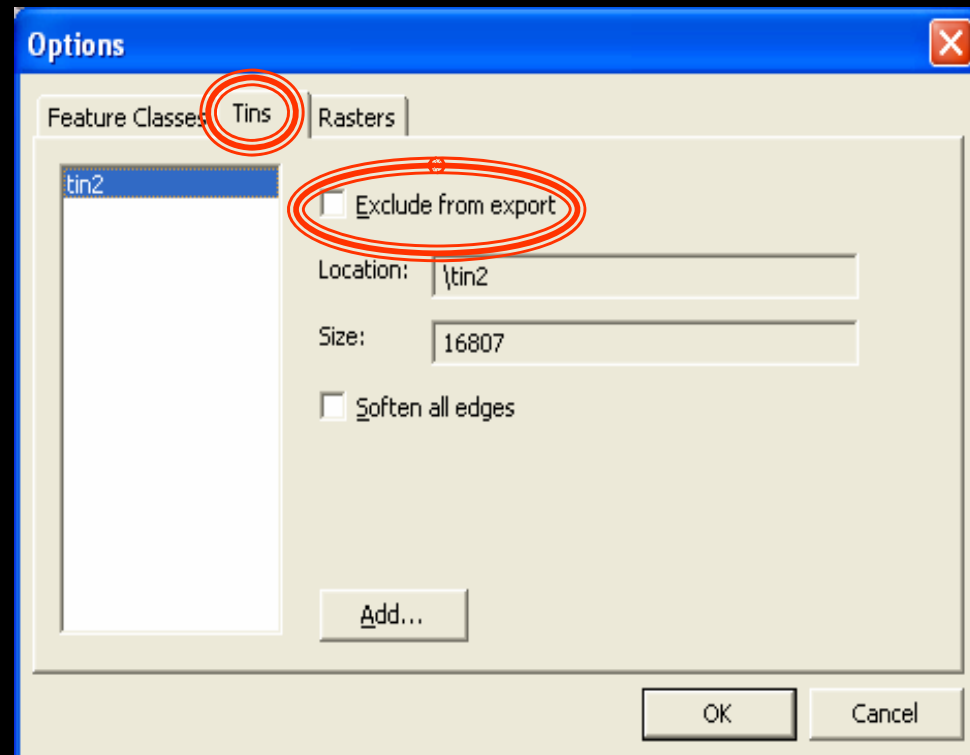 Options
Feature Classes Tins Rasters
tin2
Exclude from export
Location: \tin2
Size: 16807
Soften all edges
Add...
OK Cancel